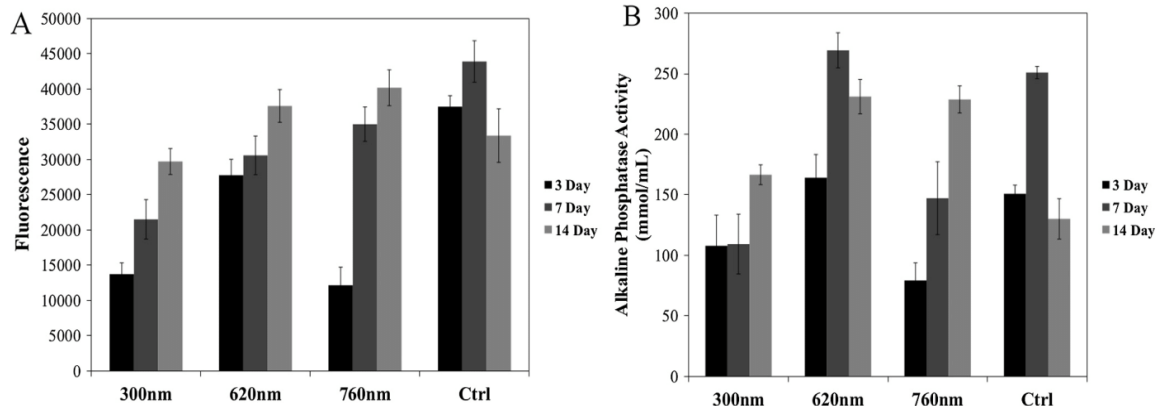 A
50000
45000
40000
35000
30000
25000
20000
15000
10000
5000
0
Fluorescence
300nm 620nm 760nm Ctrl
3 Day
7 Day
14 Day
B
300
250
200
150
100
50
0
Alkaline Phosphatase Activity
(mmol/mL)
300nm 620nm 760nm Ctrl
3 Day
7 Day
14 Day